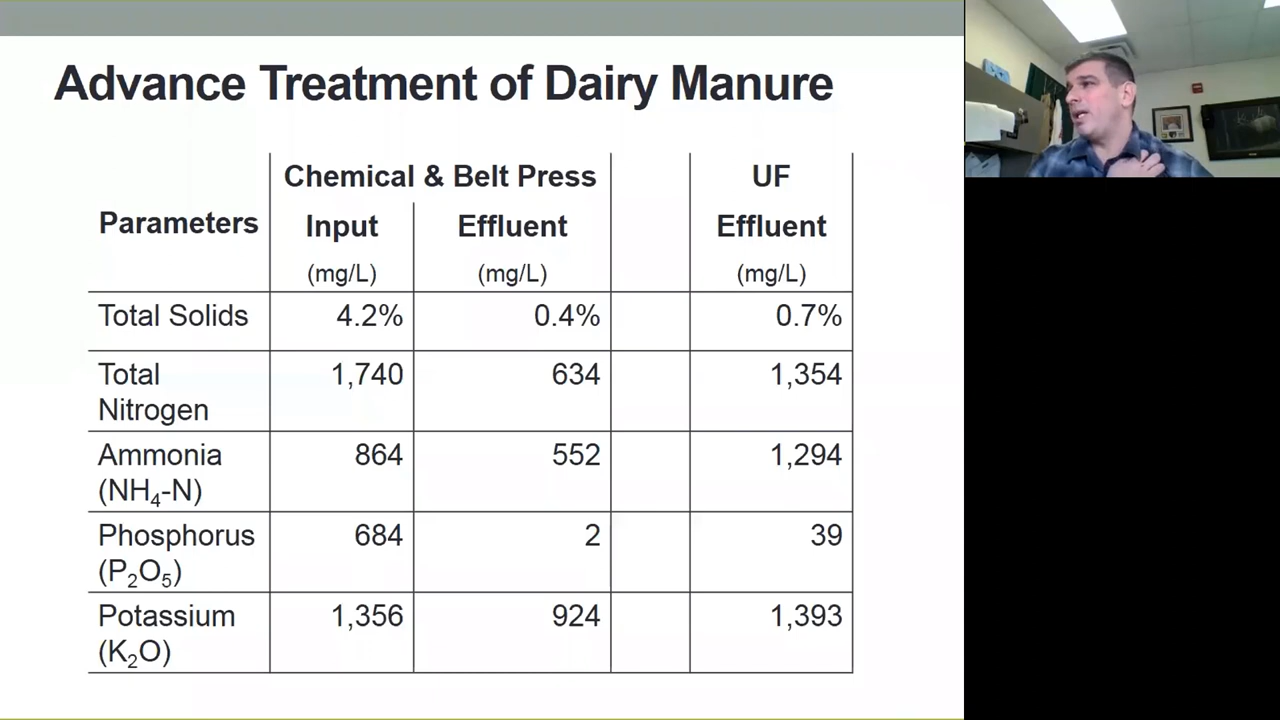 Advance Treatment of Dairy Manure
Chemical & Belt Press UF
Parameters Input Effluent Effluent
(mg/L) (mg/L) (mg/L)
Total Solids 4.2% 0.4% 0.7%
Total 1,740 634 1,354
Nitrogen
Ammonia 864 552 1,294
(NH₄-N)
Phosphorus 684 2 39
(P₂O₅)
Potassium 1,356 924 1,393
(K₂O)